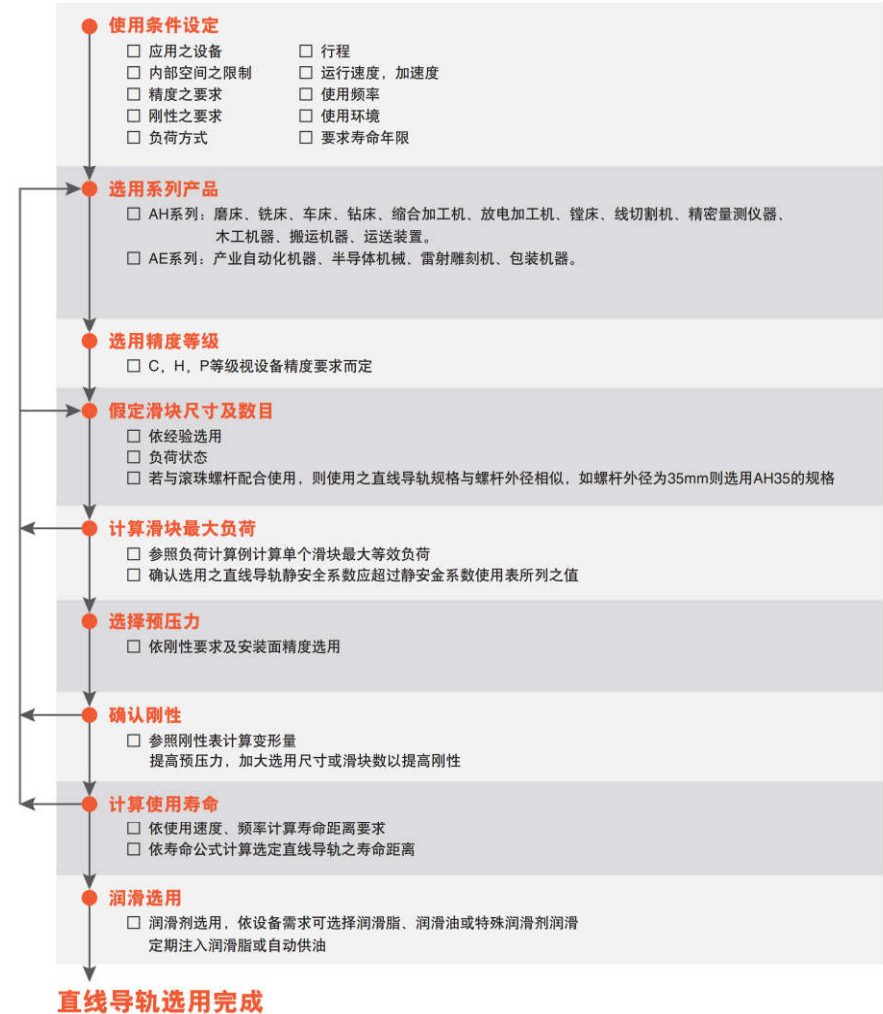 使用条件设定
□ 应用之设备 □ 行程
□ 内部空间之限制 □ 运行速度，加速度
□ 精度之要求 □ 使用频率
□ 刚性之要求 □ 使用环境
□ 负荷方式 □ 要求寿命年限
选用系列产品
□ AH系列：磨床、铣床、车床、钻床、缩合加工机、放电加工机、镗床、线切割机、精密量测仪器、
木工机器、搬运机器、运送装置。
□ AE系列：产业自动化机器、半导体机械、雷射雕刻机、包装机器。
选用精度等级
□ C，H，P等级视设备精度要求而定
假定滑块尺寸及数目
□ 依经验选用
□ 负荷状态
□ 若与滚珠螺杆配合使用，则使用之直线导轨规格与螺杆外径相似，如螺杆外径为35mm则选用AH35的规格
计算滑块最大负荷
□ 参照负荷计算例计算单个滑块最大等效负荷
□ 确认选用之直线导轨静安全系数应超过静安金系数使用表所列之值
选择预压力
□ 依刚性要求及安装面精度选用
确认刚性
□ 参照刚性表计算变形量
提高预压力，加大选用尺寸或滑块数以提高刚性
计算使用寿命
□ 依使用速度、频率计算寿命距离要求
□ 依寿命公式计算选定直线导轨之寿命距离
润滑选用
□ 润滑剂选用，依设备需求可选择润滑脂、润滑油或特殊润滑剂润滑
定期注入润滑脂或自动供油
直线导轨选用完成